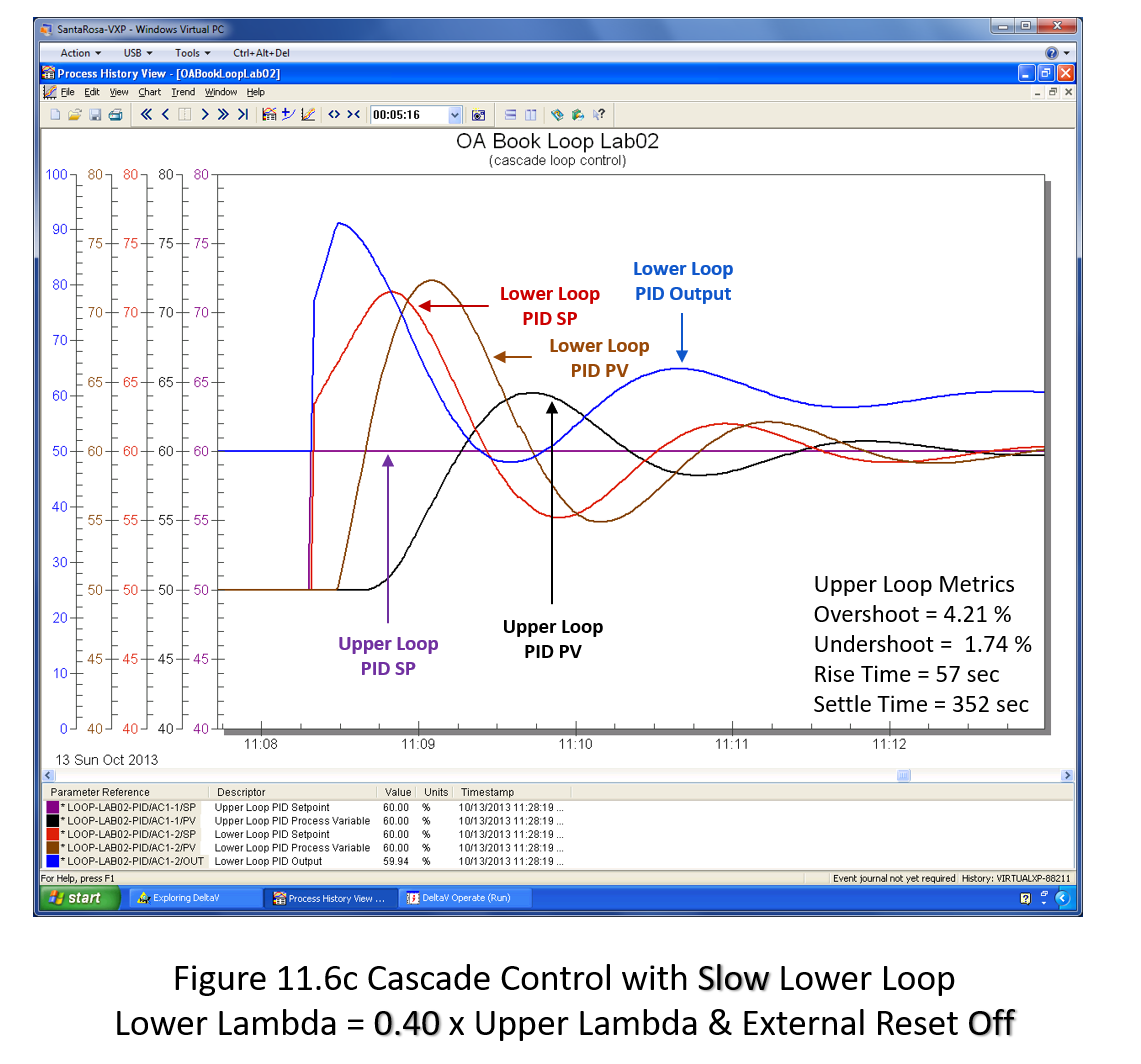 SantaRosa-VXP - Windows Virtual PC
Action USB Tools Ctrl+Alt+Del
Process History View - [OABookLoopLab02]
File Edit View Chart Trend Window Help
00:05:16
OA Book Loop Lab02
(cascade loop control)
100 80 80 80 80
90
75 75 75 75
80
70 70 70 70
70
65 65 65 65
60
50 60 60 60 60
40
55 55 55 55
30
50 50 50 50
20
45 45 45 45
10
0 40 40 40 40
Lower Loop
PID Output
Lower Loop
PID SP
Lower Loop
PID PV
Upper Loop
PID SP
Upper Loop
PID PV
Upper Loop Metrics
Overshoot = 4.21 %
Undershoot = 1.74 %
Rise Time = 57 sec
Settle Time = 352 sec
11:08 11:09 11:10 11:11 11:12
13 Sun Oct 2013
Parameter Reference Descriptor Value Units Timestamp
* LOOP-LAB02-PID/AC1-1/SP Upper Loop PID Setpoint 60.00 % 10/13/2013 11:28:19 ...
* LOOP-LAB02-PID/AC1-1/PV Upper Loop PID Process Variable 60.00 % 10/13/2013 11:28:19 ...
* LOOP-LAB02-PID/AC1-2/SP Lower Loop PID Setpoint 60.00 % 10/13/2013 11:28:19 ...
* LOOP-LAB02-PID/AC1-2/PV Lower Loop PID Process Variable 60.00 % 10/13/2013 11:28:19 ...
* LOOP-LAB02-PID/AC1-2/OUT Lower Loop PID Output 59.94 % 10/13/2013 11:28:19 ...
For Help, press F1 Event journal not yet required History: VIRTUALXP-88211
start Exploring DeltaV Process History View ... DeltaV Operate (Run)
Figure 11.6c Cascade Control with Slow Lower Loop
Lower Lambda = 0.40 x Upper Lambda & External Reset Off